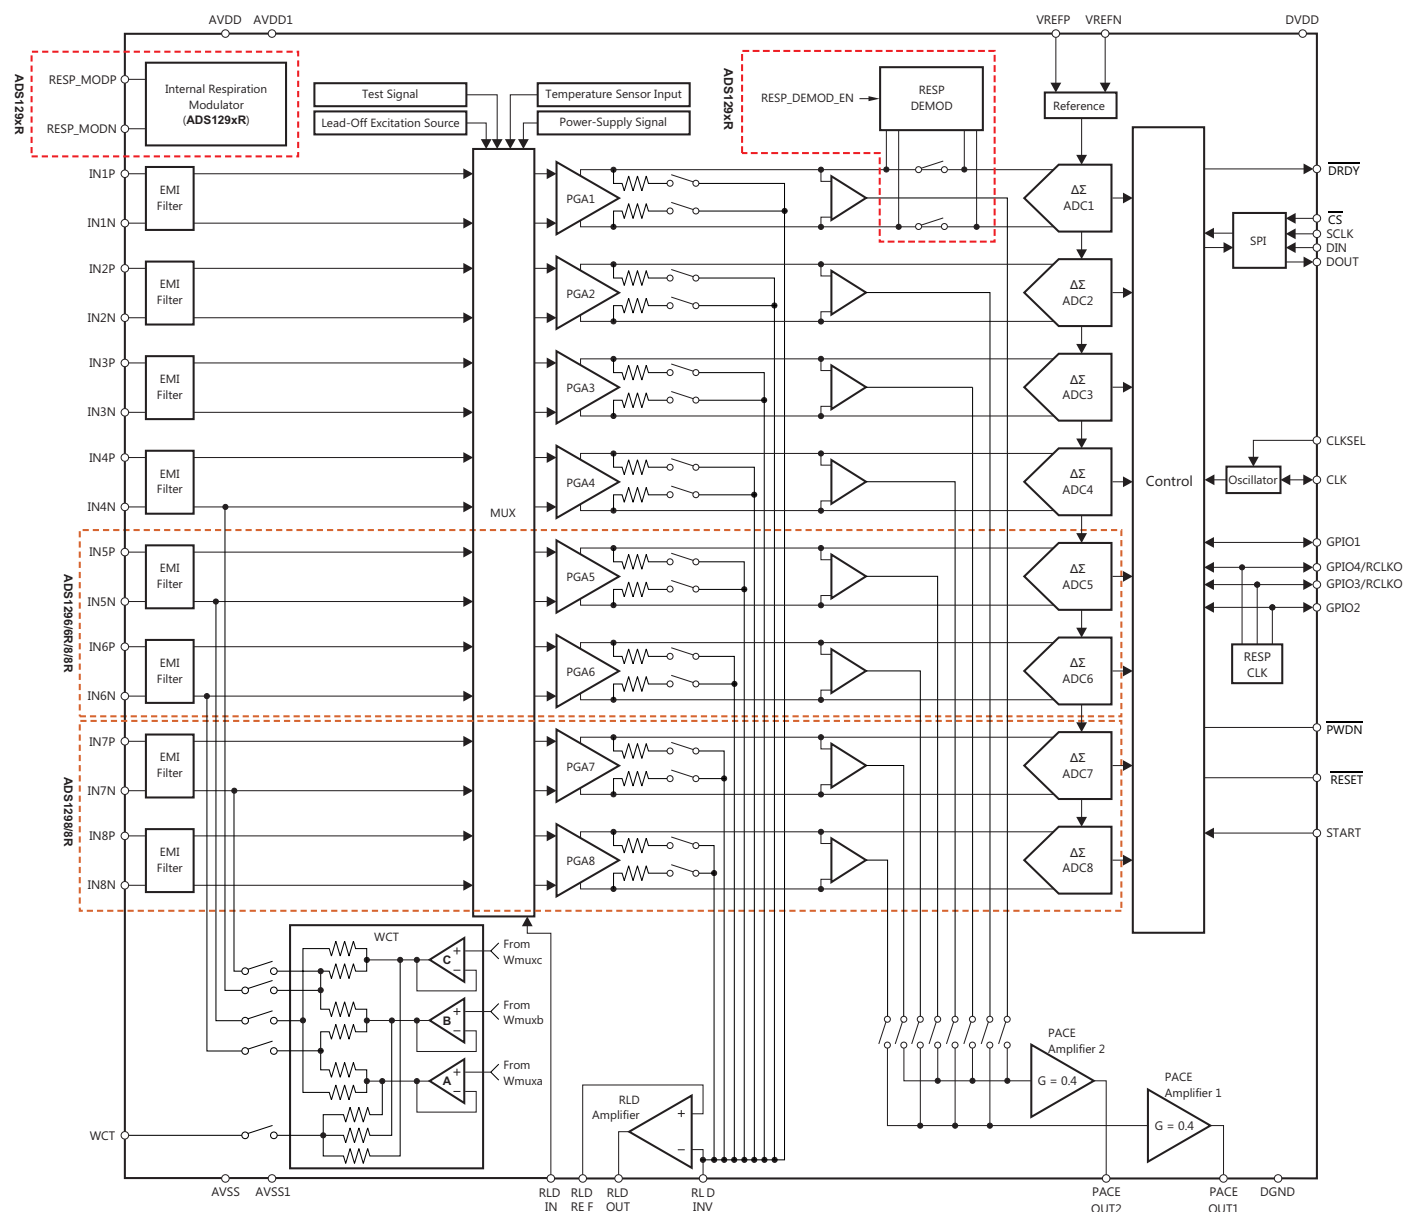 AVDD AVDD1 VREFP VREFN DVDD
ADS129xR
RESP_MODP
RESP_MODN
Internal Respiration
Modulator
(ADS129xR)
Test Signal
Lead-Off Excitation Source
Temperature Sensor Input
Power-Supply Signal
ADS129xR
RESP_DEMOD_EN
RESP
DEMOD
Reference
IN1P
IN1N
EMI
Filter
PGA1
ΔΣ
ADC1
DRDY
CS
SCLK
DIN
DOUT
SPI
IN2P
IN2N
EMI
Filter
PGA2
ΔΣ
ADC2
IN3P
IN3N
EMI
Filter
PGA3
ΔΣ
ADC3
IN4P
IN4N
EMI
Filter
MUX
PGA4
ΔΣ
ADC4
Control
CLKSEL
Oscillator
CLK
ADS1296/6R/8/8R
IN5P
IN5N
EMI
Filter
PGA5
ΔΣ
ADC5
GPIO1
GPIO4/RCLKO
GPIO3/RCLKO
GPIO2
RESP
CLK
IN6P
IN6N
EMI
Filter
PGA6
ΔΣ
ADC6
ADS1298/8R
IN7P
IN7N
EMI
Filter
PGA7
ΔΣ
ADC7
PWDN
RESET
START
IN8P
IN8N
EMI
Filter
PGA8
ΔΣ
ADC8
WCT
C
+
−
From
Wmuxc
B
+
−
From
Wmuxb
A
+
−
From
Wmuxa
WCT
RLD
Amplifier
+
−
PACE
Amplifier 2
G = 0.4
PACE
Amplifier 1
G = 0.4
AVSS AVSS1
RLD
IN
RLD
RE F
RLD
OUT
RL D
INV
PACE
OUT2
PACE
OUT1
DGND